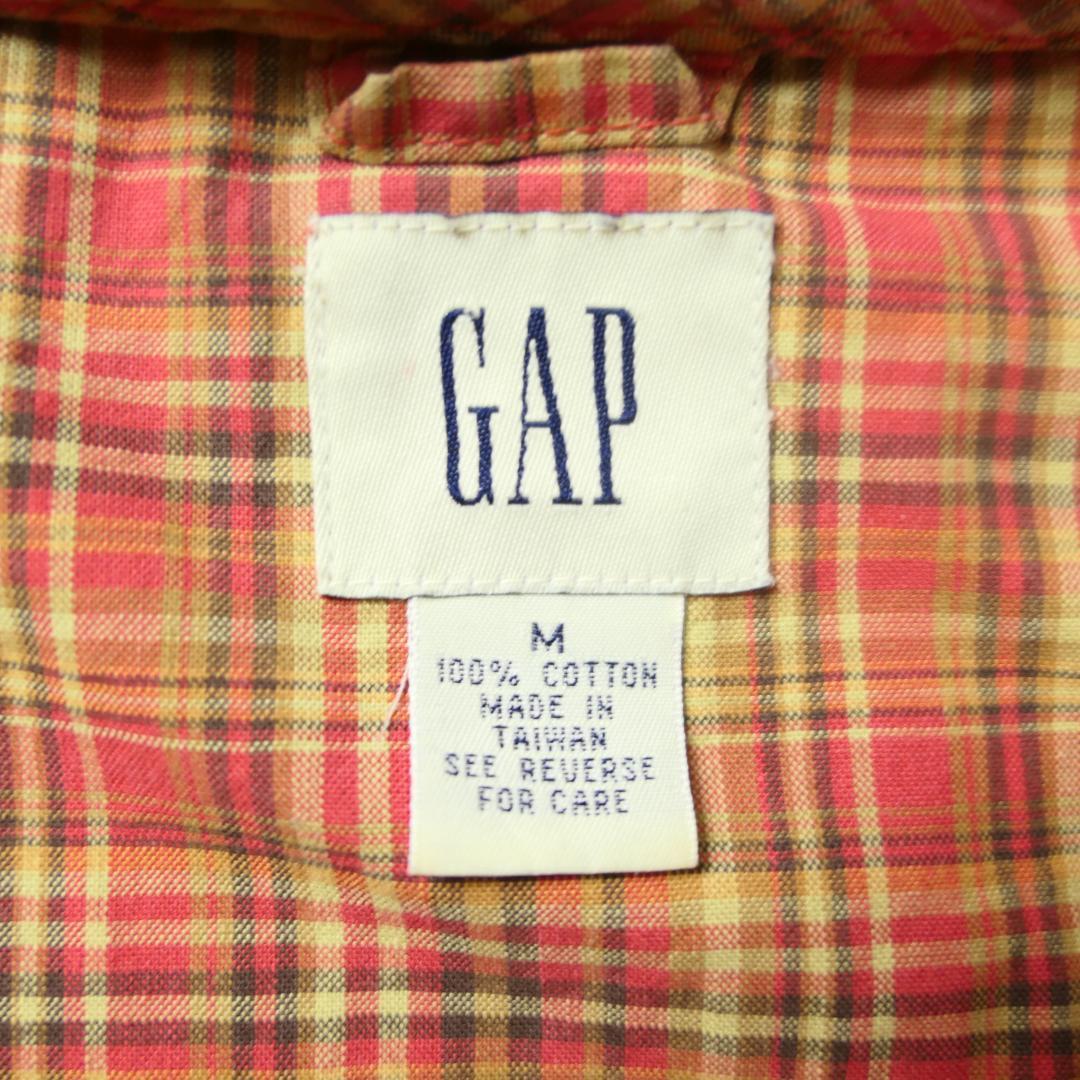 GAP
M
100% COTTON
MADE IN
TAIWAN
SEE REVERSE
FOR CARE